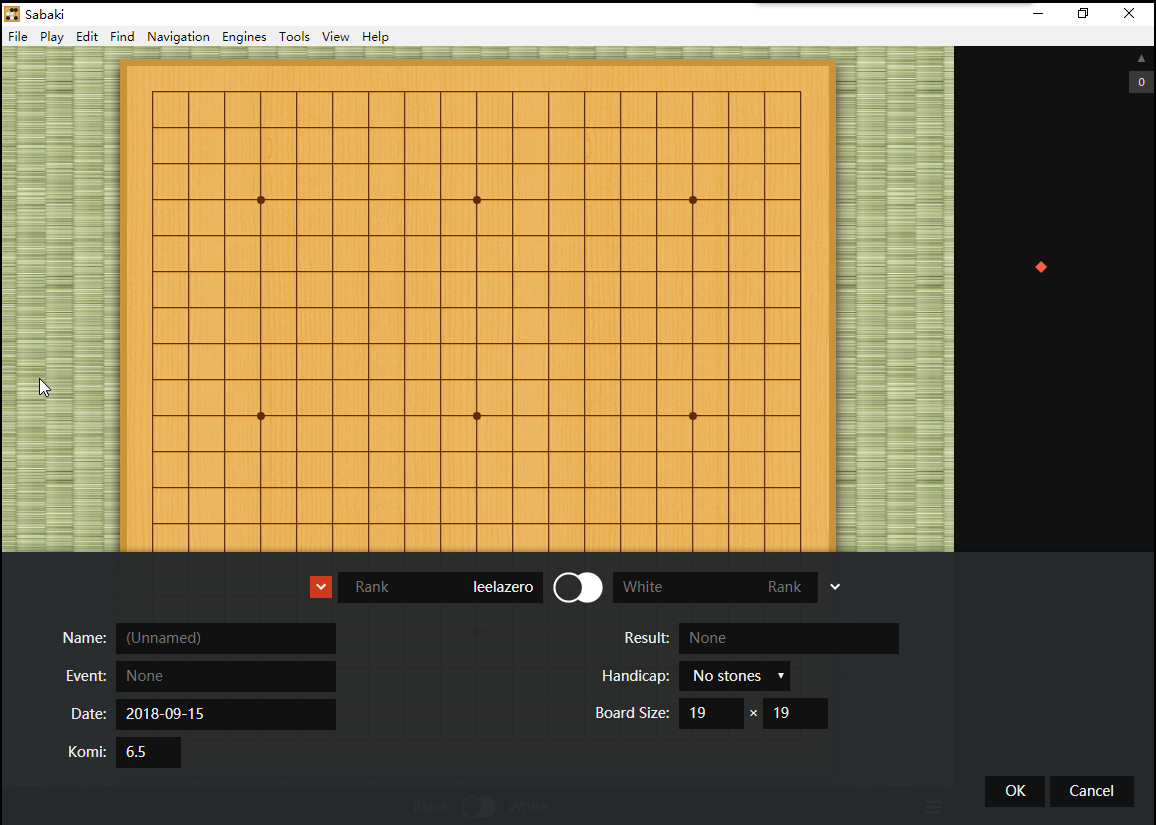 Sabaki
File Play Edit Find Navigation Engines Tools View Help
0
Rank leelazero White Rank
Name: (Unnamed) Result: None
Event: None Handicap: No stones
Date: 2018-09-15 Board Size: 19 × 19
Komi: 6.5
OK Cancel
Black White